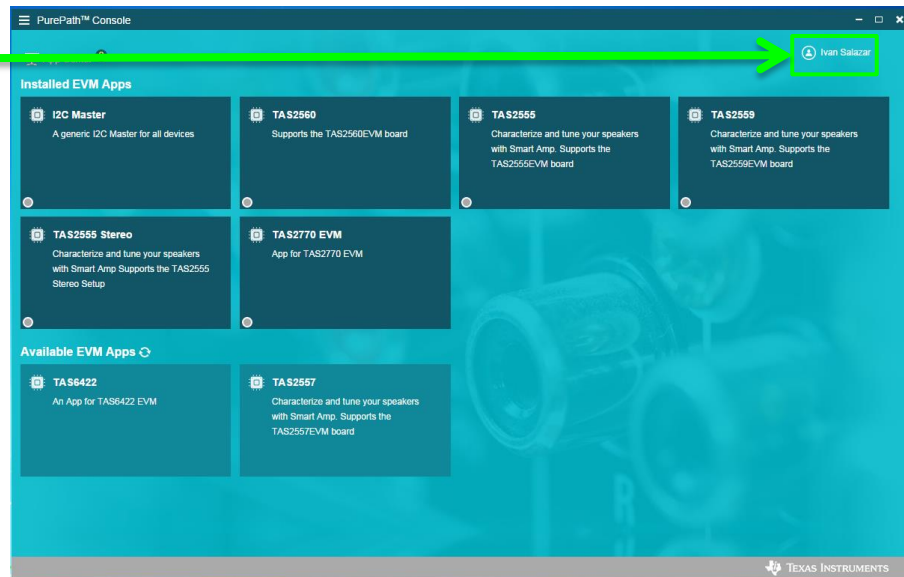 PurePath™ Console
Ivan Salazar
Installed EVM Apps
I2C Master
A generic I2C Master for all devices
TAS2560
Supports the TAS2560EVM board
TAS2555
Characterize and tune your speakers
with Smart Amp. Supports the
TAS2555EVM board
TAS2559
Characterize and tune your speakers
with Smart Amp. Supports the
TAS2559EVM board
TAS2555 Stereo
Characterize and tune your speakers
with Smart Amp Supports the TAS2555
Stereo Setup
TAS2770 EVM
App for TAS2770 EVM
Available EVM Apps
TAS6422
An App for TAS6422 EVM
TAS2557
Characterize and tune your speakers
with Smart Amp. Supports the
TAS2557EVM board
R
TEXAS INSTRUMENTS